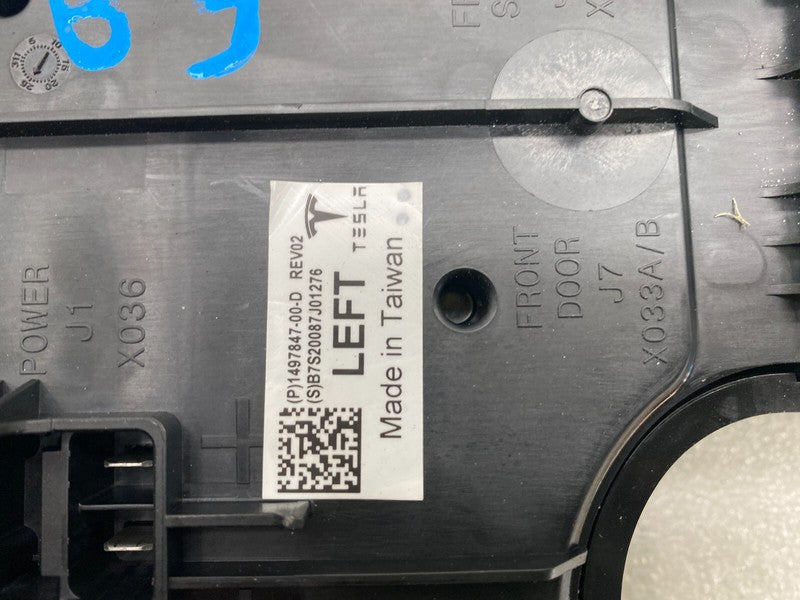 (P)1497847-00-D REV02
(S)B7S20087J01276
LEFT
Made in Taiwan
TESLA
POWER
J1
X036
FRONT
DOOR
J7
X033A/B